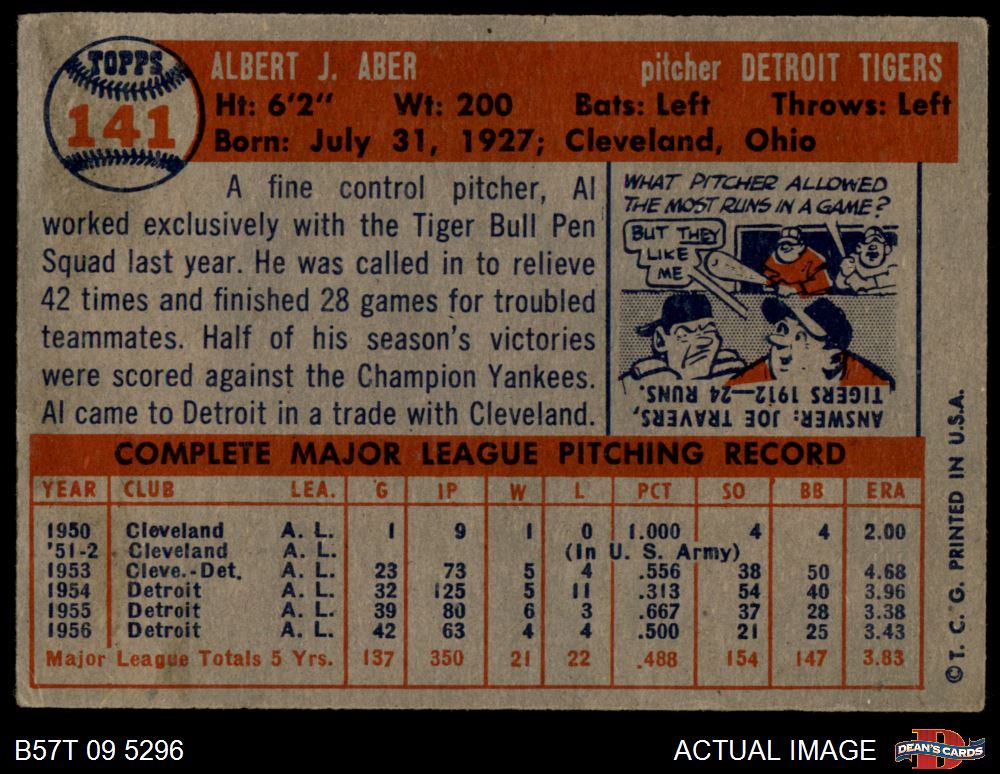 TOPPS
141
ALBERT J. ABER pitcher DETROIT TIGERS
Ht: 6'2" Wt: 200 Bats: Left Throws: Left
Born: July 31, 1927; Cleveland, Ohio
A fine control pitcher, Al
worked exclusively with the Tiger Bull Pen
Squad last year. He was called in to relieve
42 times and finished 28 games for troubled
teammates. Half of his season's victories
were scored against the Champion Yankees.
Al came to Detroit in a trade with Cleveland.
WHAT PITCHER ALLOWED
THE MOST RUNS IN A GAME?
BUT THEY
LIKE
ME
ANSWER: JOE TRAVERS,
TIGERS 1912—24 RUNS.
COMPLETE MAJOR LEAGUE PITCHING RECORD
YEAR CLUB LEA. G IP W L PCT SO BB ERA
1950 Cleveland A. L. 1 9 1 0 1.000 4 4 2.00
'51-2 Cleveland A. L. (In U. S. Army)
1953 Cleve.-Det. A. L. 23 73 5 4 .556 38 50 4.68
1954 Detroit A. L. 32 125 5 11 .313 54 40 3.96
1955 Detroit A. L. 39 80 6 3 .667 37 28 3.38
1956 Detroit A. L. 42 63 4 4 .500 21 25 3.43
Major League Totals 5 Yrs. 137 350 21 22 .488 154 147 3.83
© T. C. G. PRINTED IN U.S.A.
B57T 09 5296 ACTUAL IMAGE DEAN'S CARDS